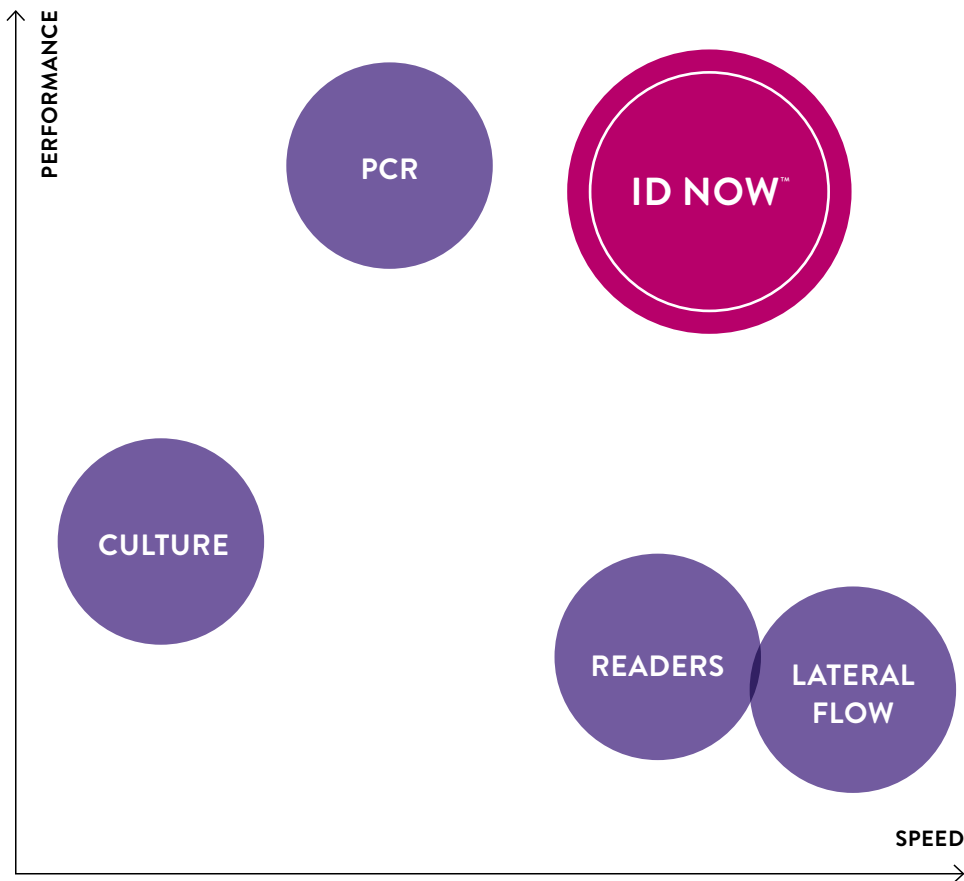 PERFORMANCE
PCR
ID NOW™
CULTURE
READERS
LATERAL
FLOW
SPEED